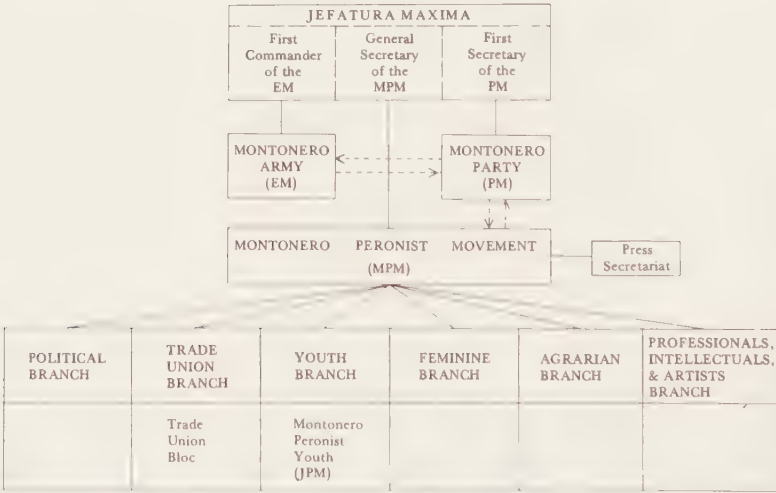 JEFATURA MAXIMA
First
Commander
of the
EM
General
Secretary
of the
MPM
First
Secretary
of the
PM
MONTONERO
ARMY
(EM)
MONTONERO
PARTY
(PM)
MONTONERO PERONIST MOVEMENT
(MPM)
Press
Secretariat
POLITICAL
BRANCH
TRADE
UNION
BRANCH
YOUTH
BRANCH
FEMININE
BRANCH
AGRARIAN
BRANCH
PROFESSIONALS,
INTELLECTUALS,
& ARTISTS
BRANCH
Trade
Union
Bloc
Montonero
Peronist
Youth
(JPM)